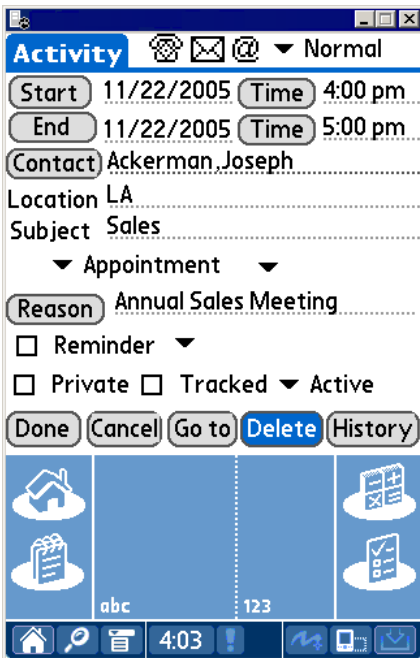 Activity @ Normal
Start 11/22/2005 Time 4:00 pm
End 11/22/2005 Time 5:00 pm
Contact Ackerman,Joseph
Location LA
Subject Sales
Appointment
Reason Annual Sales Meeting
Reminder
Private Tracked Active
Done Cancel Go to Delete History
abc 123
4:03 !